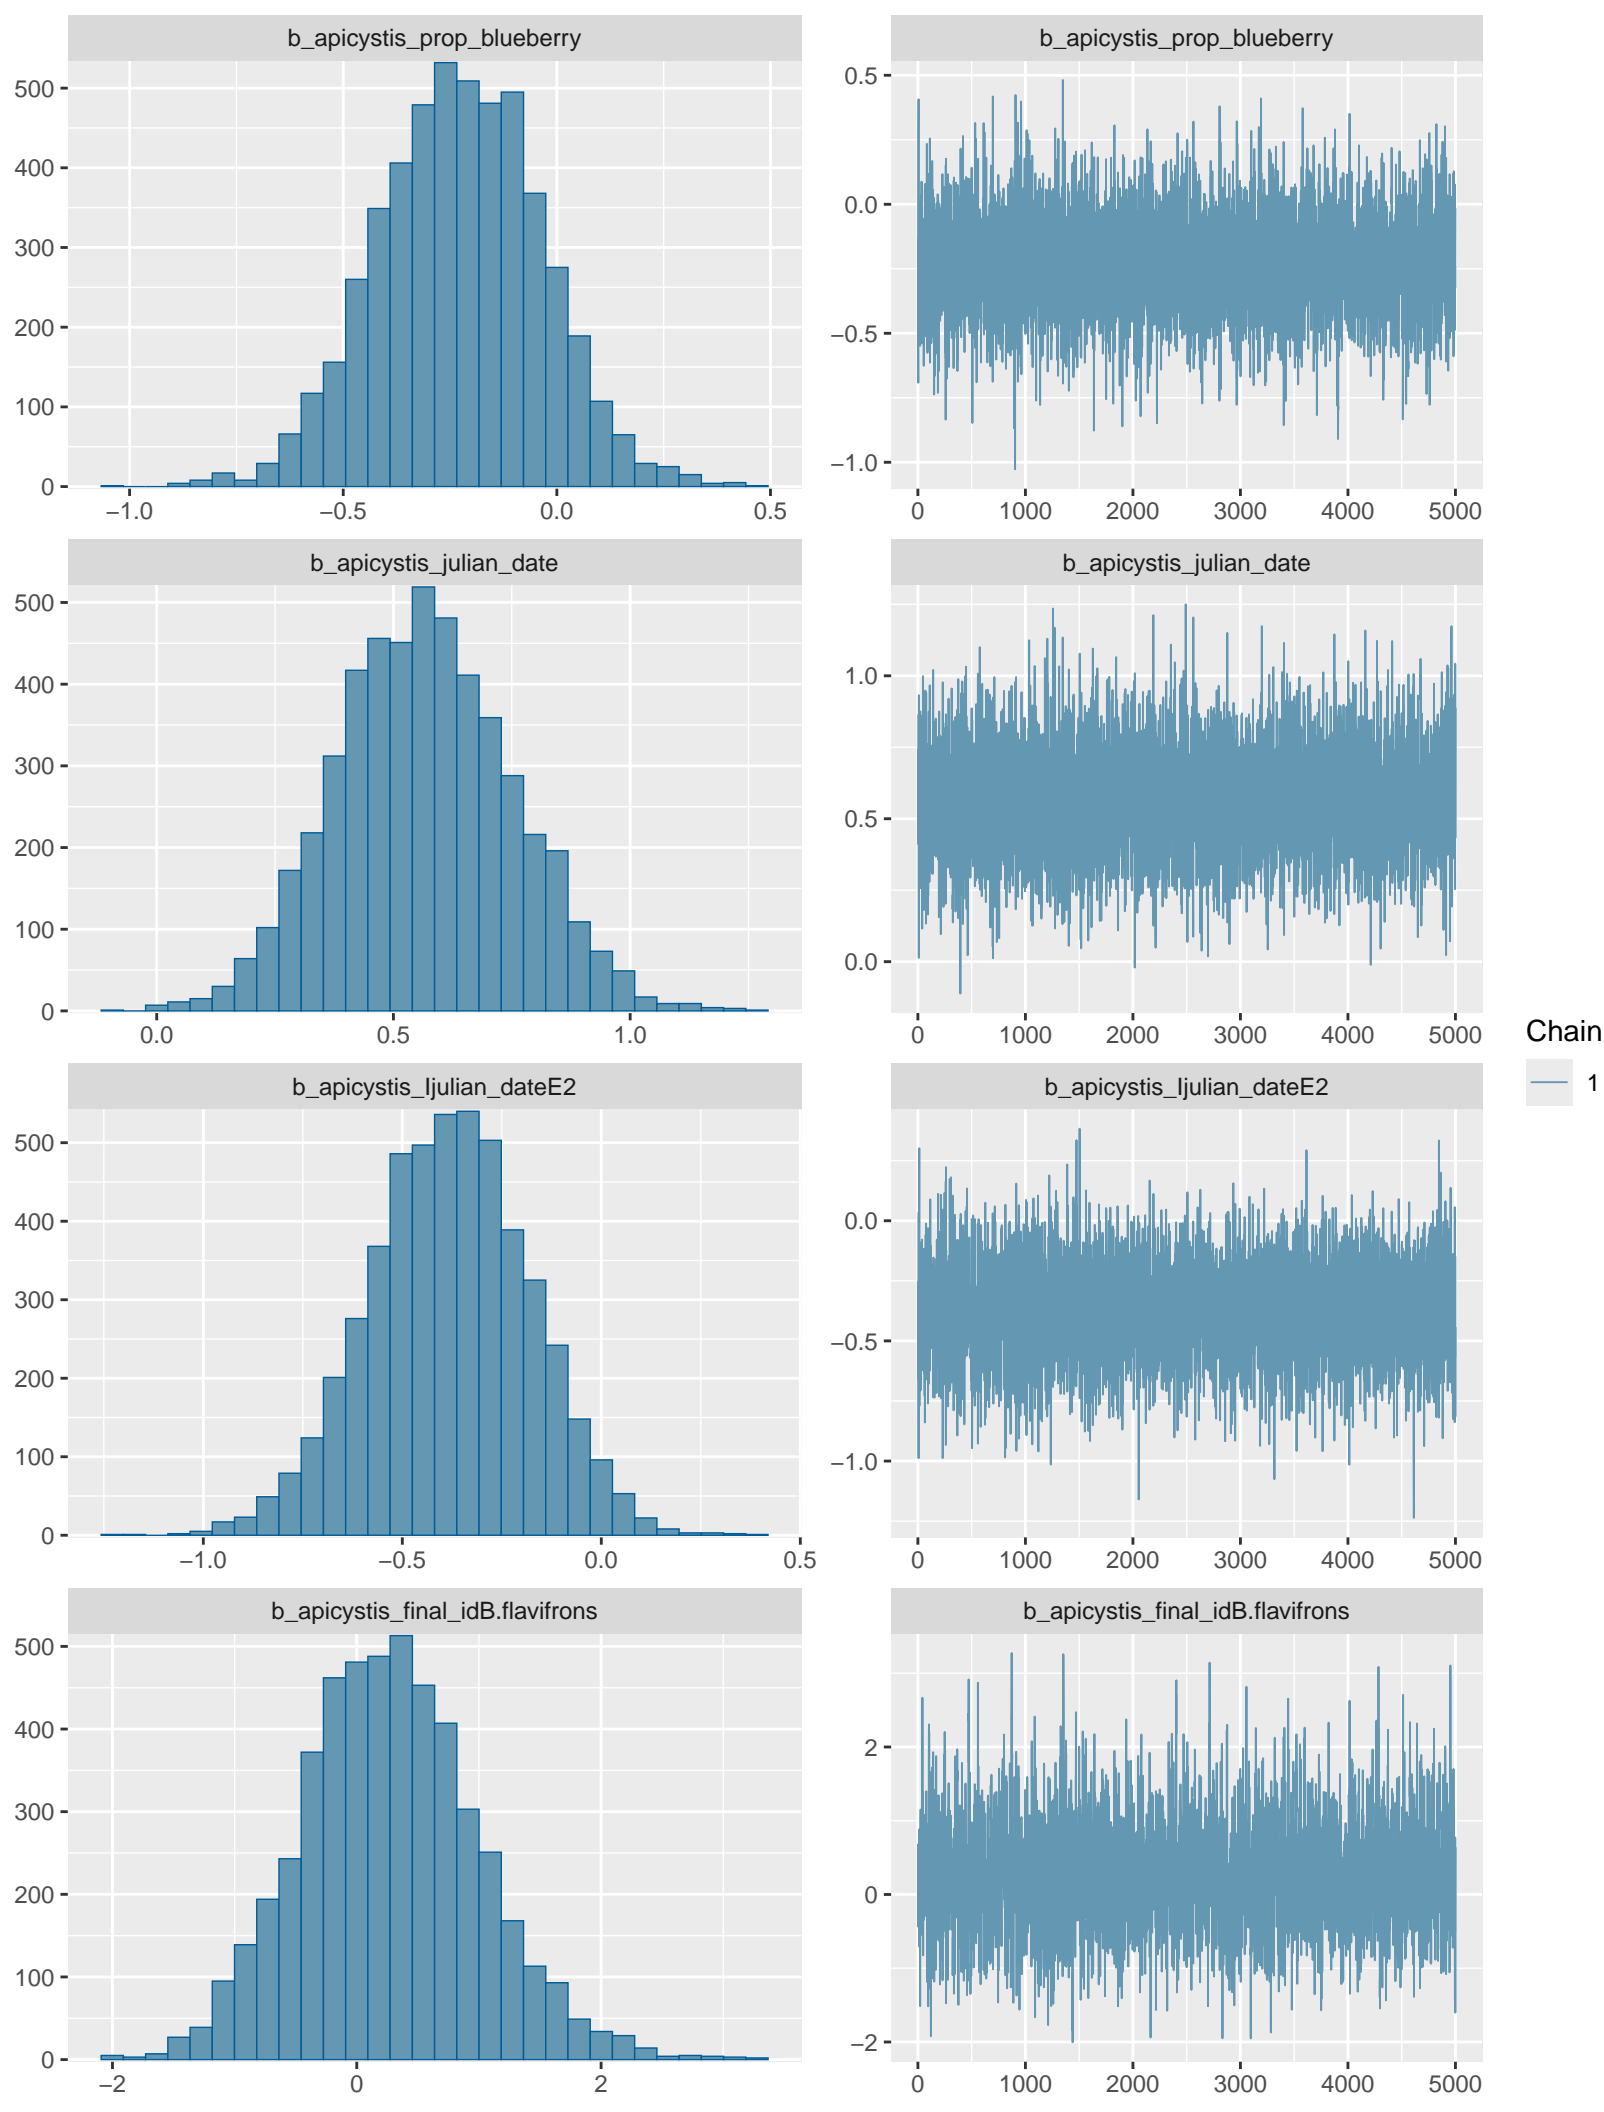 b_apicystis_prop_blueberry
500
400
300
200
100
0
−1.0 −0.5 0.0 0.5
b_apicystis_prop_blueberry
0.5
0.0
−0.5
−1.0
0 1000 2000 3000 4000 5000
b_apicystis_julian_date
500
400
300
200
100
0
0.0 0.5 1.0
b_apicystis_julian_date
1.0
0.5
0.0
0 1000 2000 3000 4000 5000
b_apicystis_Ijulian_dateE2
500
400
300
200
100
0
−1.0 −0.5 0.0 0.5
b_apicystis_Ijulian_dateE2
0.0
−0.5
−1.0
0 1000 2000 3000 4000 5000
b_apicystis_final_idB.flavifrons
500
400
300
200
100
0
−2 0 2
b_apicystis_final_idB.flavifrons
2
0
−2
0 1000 2000 3000 4000 5000
Chain
1